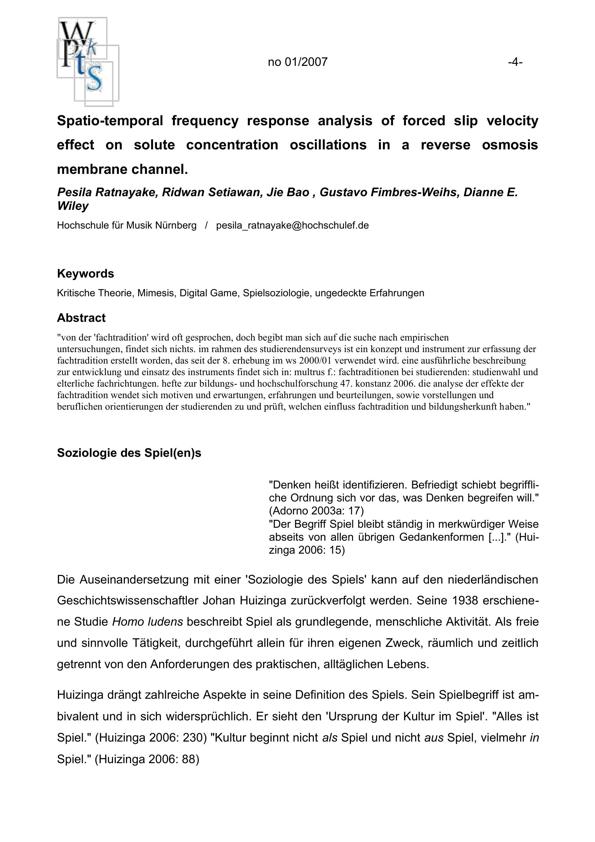 WPkts
no 01/2007 -4-
Spatio-temporal frequency response analysis of forced slip velocity
effect on solute concentration oscillations in a reverse osmosis
membrane channel.
Pesila Ratnayake, Ridwan Setiawan, Jie Bao , Gustavo Fimbres-Weihs, Dianne E.
Wiley
Hochschule für Musik Nürnberg / pesila_ratnayake@hochschulef.de
Keywords
Kritische Theorie, Mimesis, Digital Game, Spielsoziologie, ungedeckte Erfahrungen
Abstract
"von der 'fachtradition' wird oft gesprochen, doch begibt man sich auf die suche nach empirischen
untersuchungen, findet sich nichts. im rahmen des studierendensurveys ist ein konzept und instrument zur erfassung der
fachtradition erstellt worden, das seit der 8. erhebung im ws 2000/01 verwendet wird. eine ausführliche beschreibung
zur entwicklung und einsatz des instruments findet sich in: multrus f.: fachtraditionen bei studierenden: studienwahl und
elterliche fachrichtungen. hefte zur bildungs- und hochschulforschung 47. konstanz 2006. die analyse der effekte der
fachtradition wendet sich motiven und erwartungen, erfahrungen und beurteilungen, sowie vorstellungen und
beruflichen orientierungen der studierenden zu und prüft, welchen einfluss fachtradition und bildungsherkunft haben."
Soziologie des Spiel(en)s
"Denken heißt identifizieren. Befriedigt schiebt begriffli-
che Ordnung sich vor das, was Denken begreifen will."
(Adorno 2003a: 17)
"Der Begriff Spiel bleibt ständig in merkwürdiger Weise
abseits von allen übrigen Gedankenformen [...]." (Hui-
zinga 2006: 15)
Die Auseinandersetzung mit einer 'Soziologie des Spiels' kann auf den niederländischen
Geschichtswissenschaftler Johan Huizinga zurückverfolgt werden. Seine 1938 erschiene-
ne Studie Homo ludens beschreibt Spiel als grundlegende, menschliche Aktivität. Als freie
und sinnvolle Tätigkeit, durchgeführt allein für ihren eigenen Zweck, räumlich und zeitlich
getrennt von den Anforderungen des praktischen, alltäglichen Lebens.
Huizinga drängt zahlreiche Aspekte in seine Definition des Spiels. Sein Spielbegriff ist am-
bivalent und in sich widersprüchlich. Er sieht den 'Ursprung der Kultur im Spiel'. "Alles ist
Spiel." (Huizinga 2006: 230) "Kultur beginnt nicht als Spiel und nicht aus Spiel, vielmehr in
Spiel." (Huizinga 2006: 88)